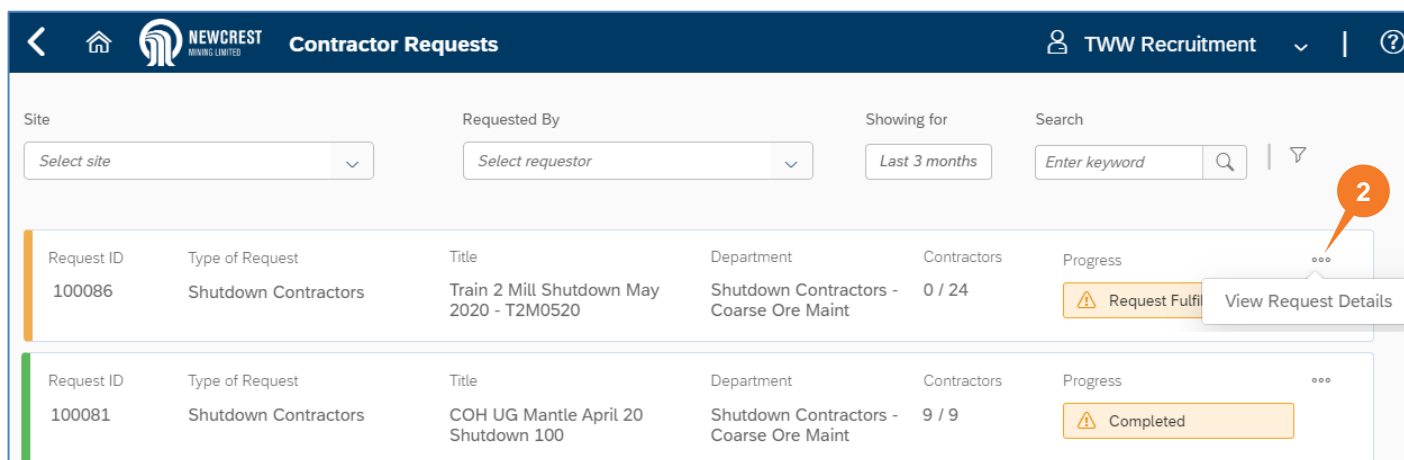 NEWCREST
MINING LIMITED
Contractor Requests
TWW Recruitment
?
Site
Requested By
Showing for
Search
Select site
Select requestor
Last 3 months
Enter keyword
2
Request ID
Type of Request
Title
Department
Contractors
Progress
100086
Shutdown Contractors
Train 2 Mill Shutdown May
2020 - T2M0520
Shutdown Contractors -
Coarse Ore Maint
0 / 24
Request Fulfil
View Request Details
Request ID
Type of Request
Title
Department
Contractors
Progress
100081
Shutdown Contractors
COH UG Mantle April 20
Shutdown 100
Shutdown Contractors -
Coarse Ore Maint
9 / 9
Completed